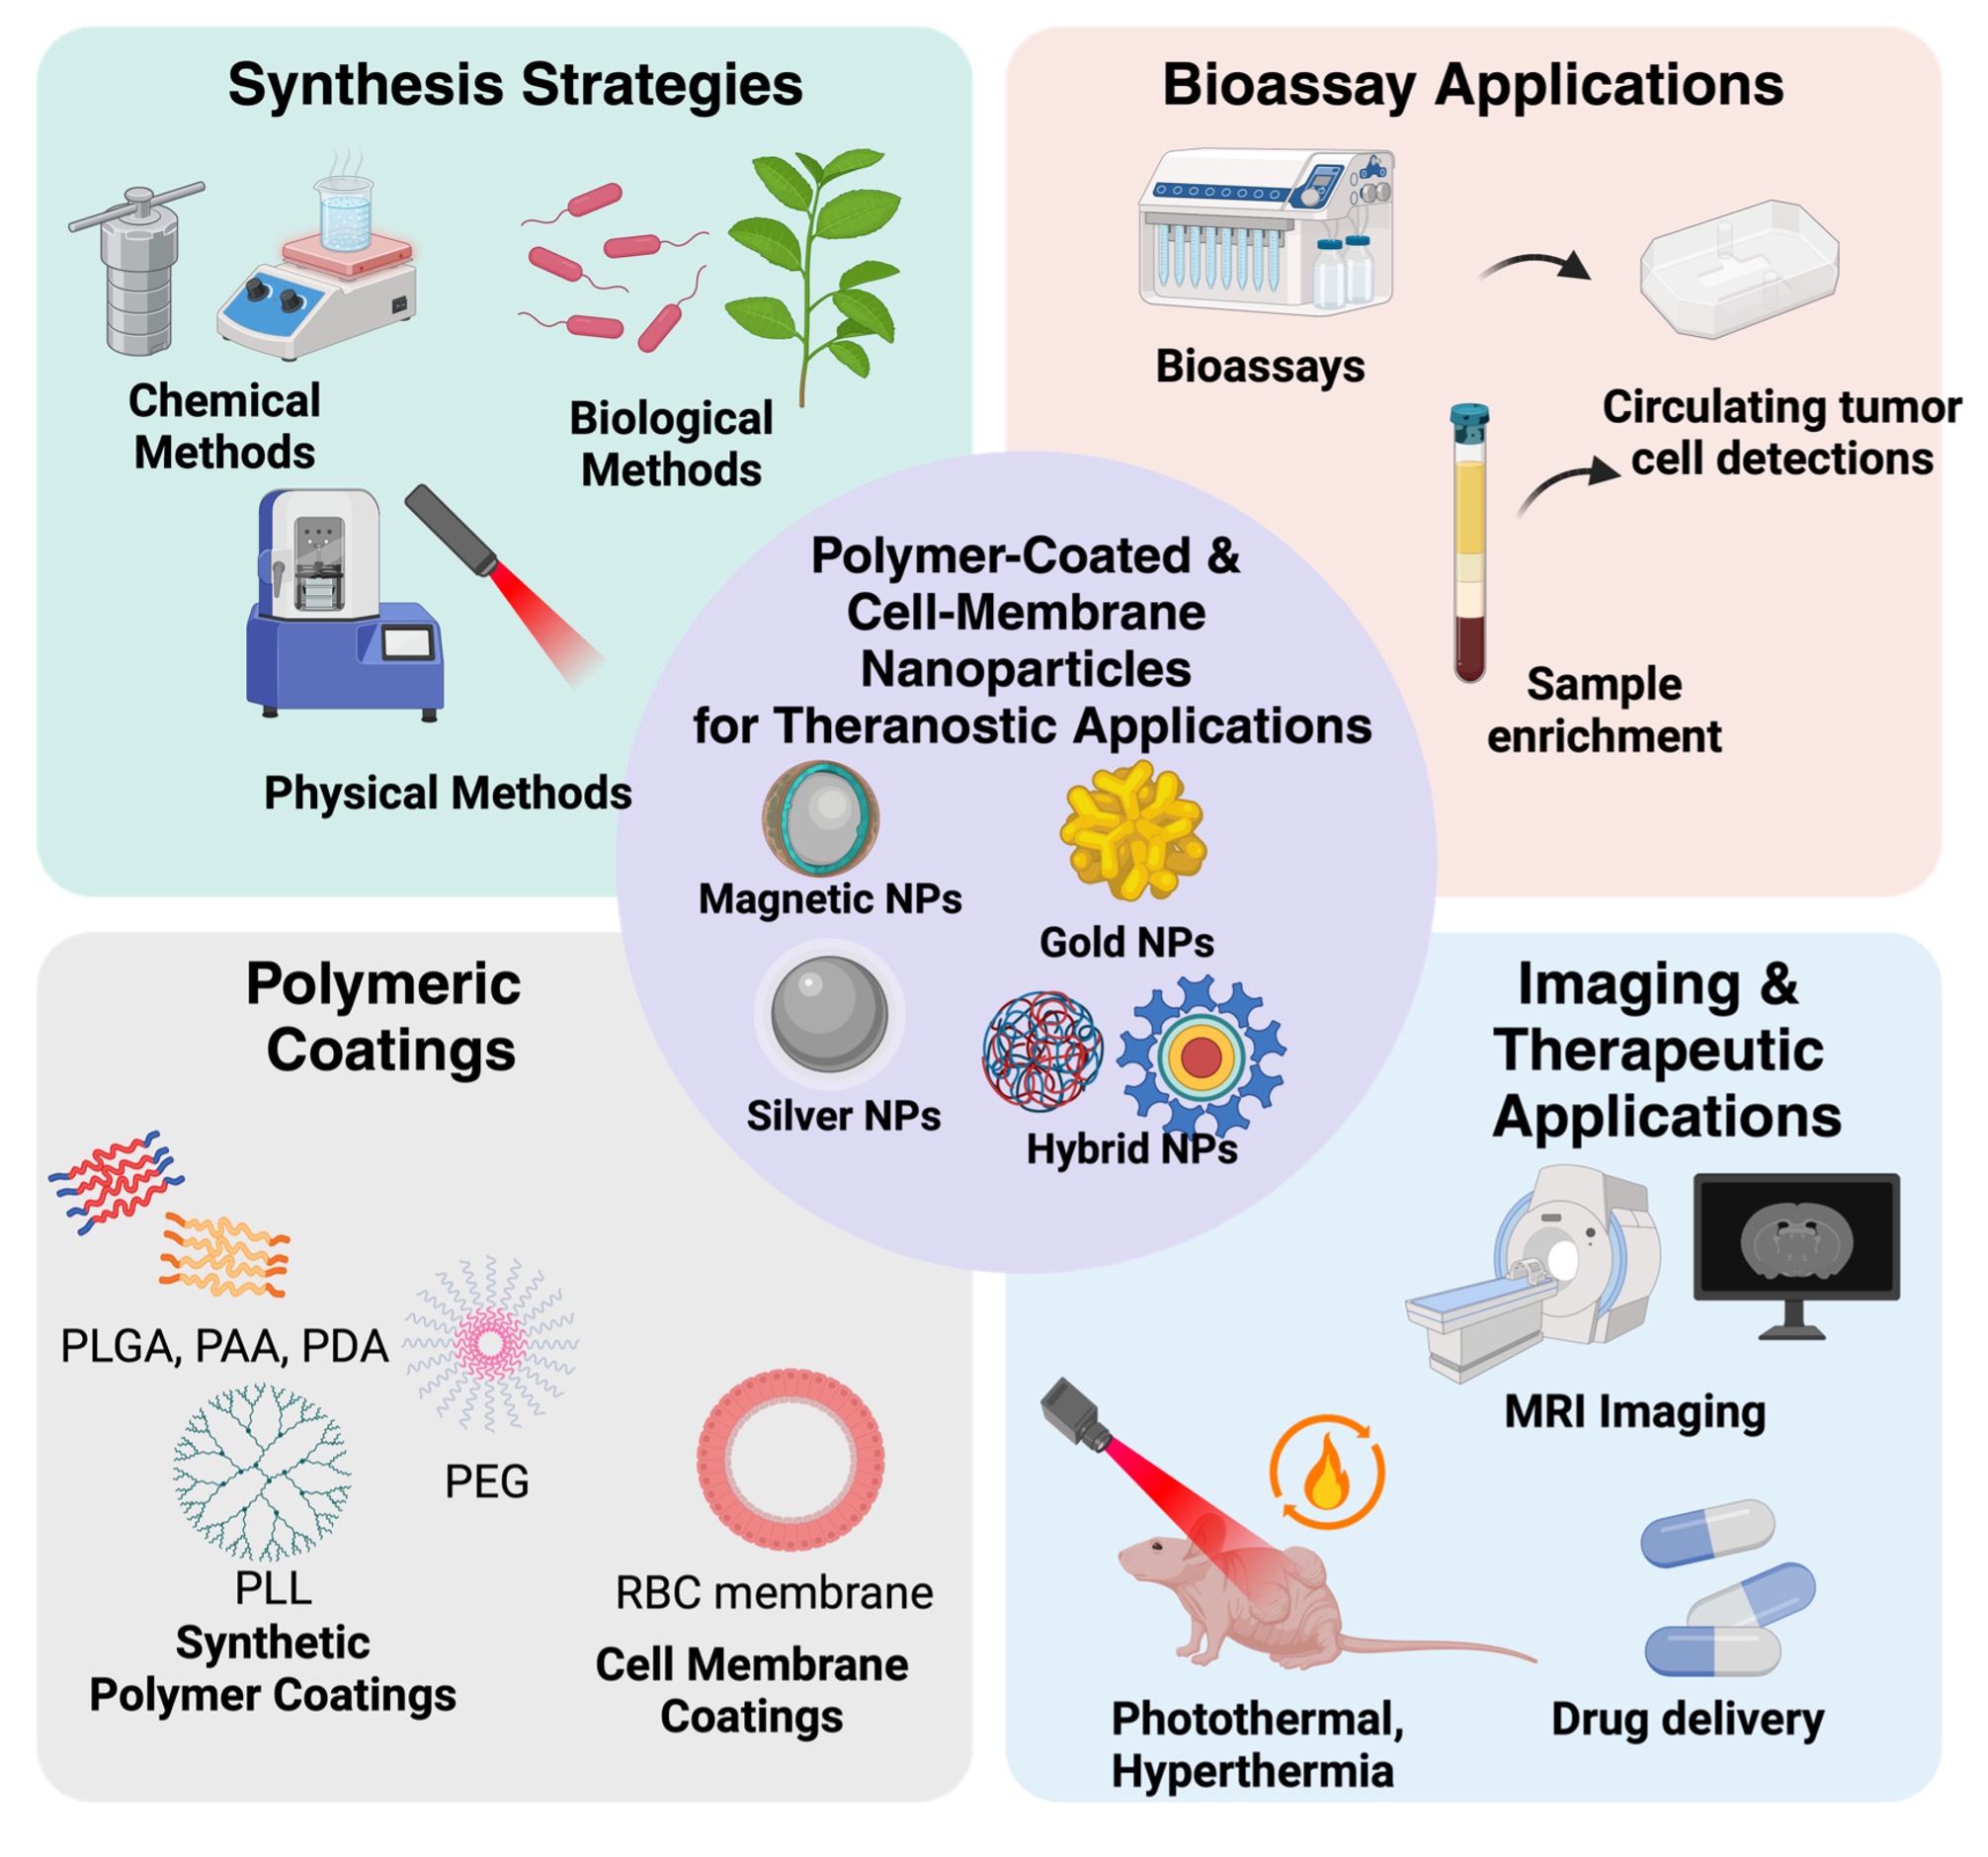 Synthesis Strategies
Chemical
Methods
Biological
Methods
Physical Methods
Bioassay Applications
Bioassays
Circulating tumor
cell detections
Sample
enrichment
Polymer-Coated &
Cell-Membrane
Nanoparticles
for Theranostic Applications
Magnetic NPs
Gold NPs
Silver NPs
Hybrid NPs
Polymeric
Coatings
PLGA, PAA, PDA
PEG
PLL
Synthetic
Polymer Coatings
RBC membrane
Cell Membrane
Coatings
Imaging &
Therapeutic
Applications
MRI Imaging
Photothermal,
Hyperthermia
Drug delivery